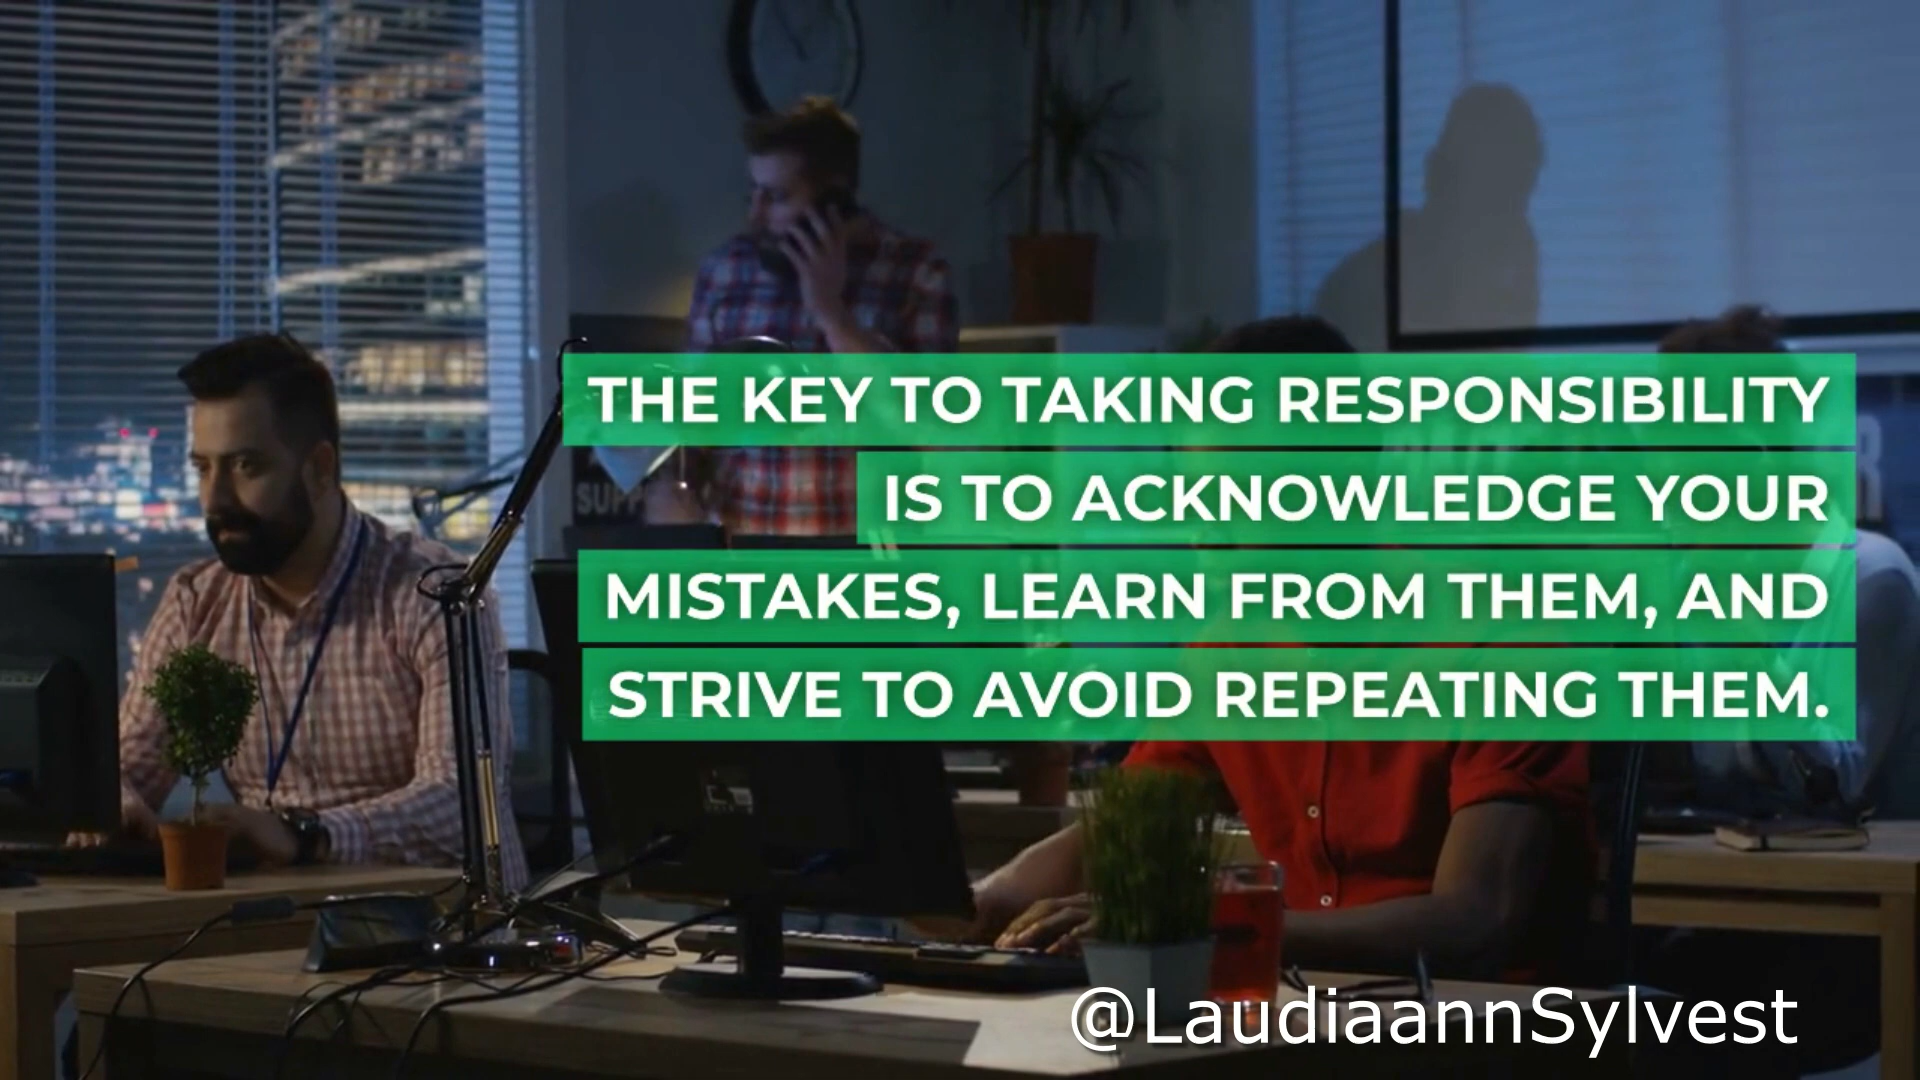 THE KEY TO TAKING RESPONSIBILITY
IS TO ACKNOWLEDGE YOUR
MISTAKES, LEARN FROM THEM, AND
STRIVE TO AVOID REPEATING THEM.
@LaudiaannSylvest